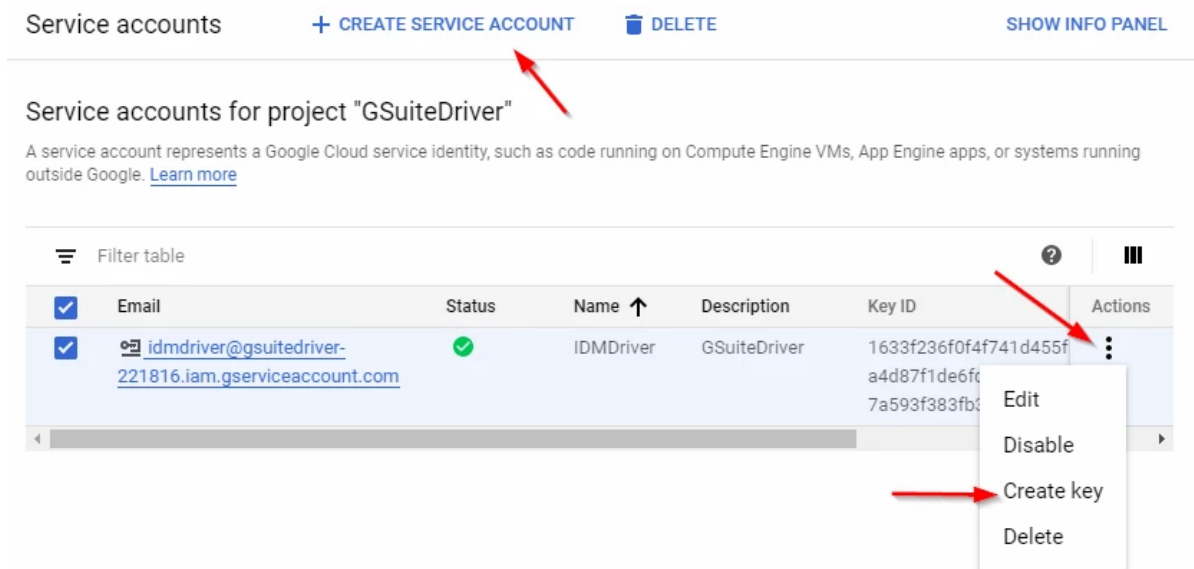 Service accounts + CREATE SERVICE ACCOUNT DELETE SHOW INFO PANEL
Service accounts for project "GSuiteDriver"
A service account represents a Google Cloud service identity, such as code running on Compute Engine VMs, App Engine apps, or systems running
outside Google. Learn more
Filter table
Email Status Name Description Key ID Actions
idmdriver@gsuitedriver- IDMDriver GSuiteDriver 1633f236f0f4f741d455f
221816.iam.gserviceaccount.com
Edit
Disable
Create key
Delete